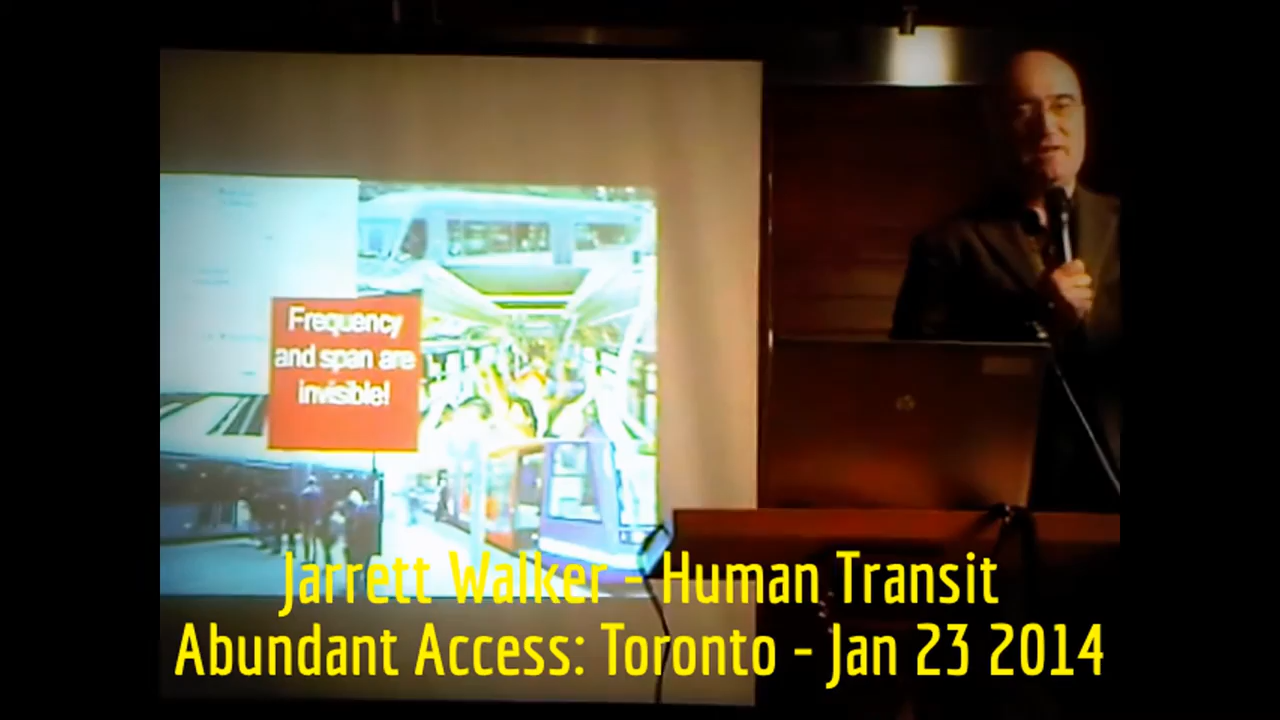 Frequency
and span are
invisible!
Jarrett Walker - Human Transit
Abundant Access: Toronto - Jan 23 2014